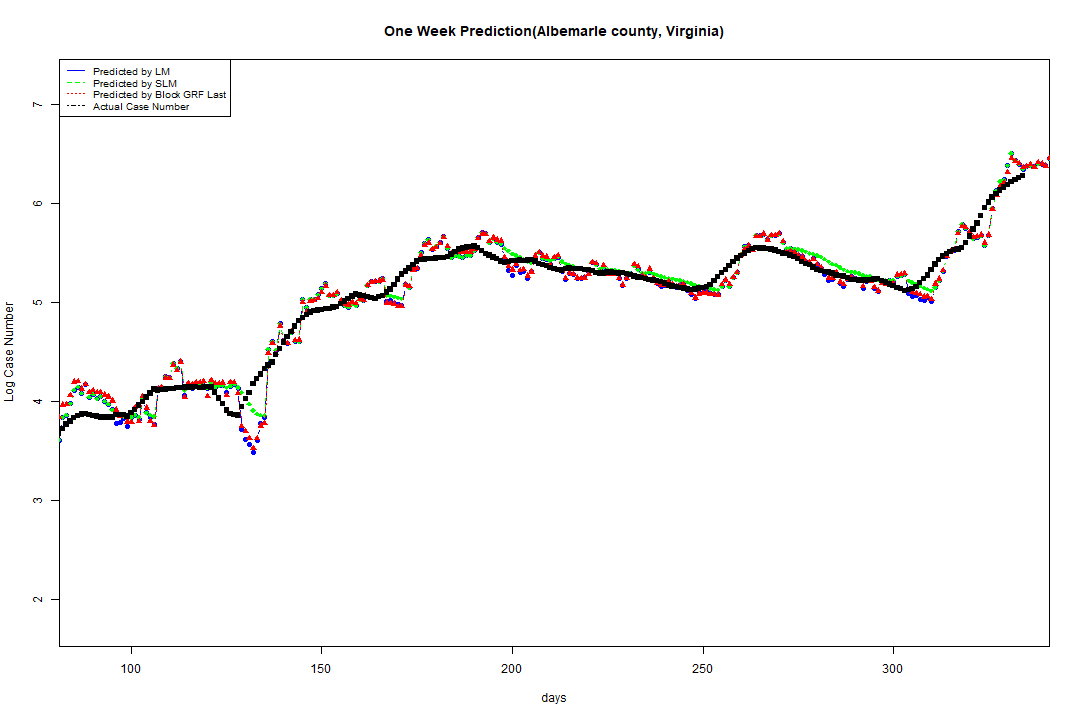 One Week Prediction(Albemarle county, Virginia)
Predicted by LM
Predicted by SLM
Predicted by Block GRF Last
Actual Case Number
7
6
5
4
3
2
Log Case Number
100 150 200 250 300
days